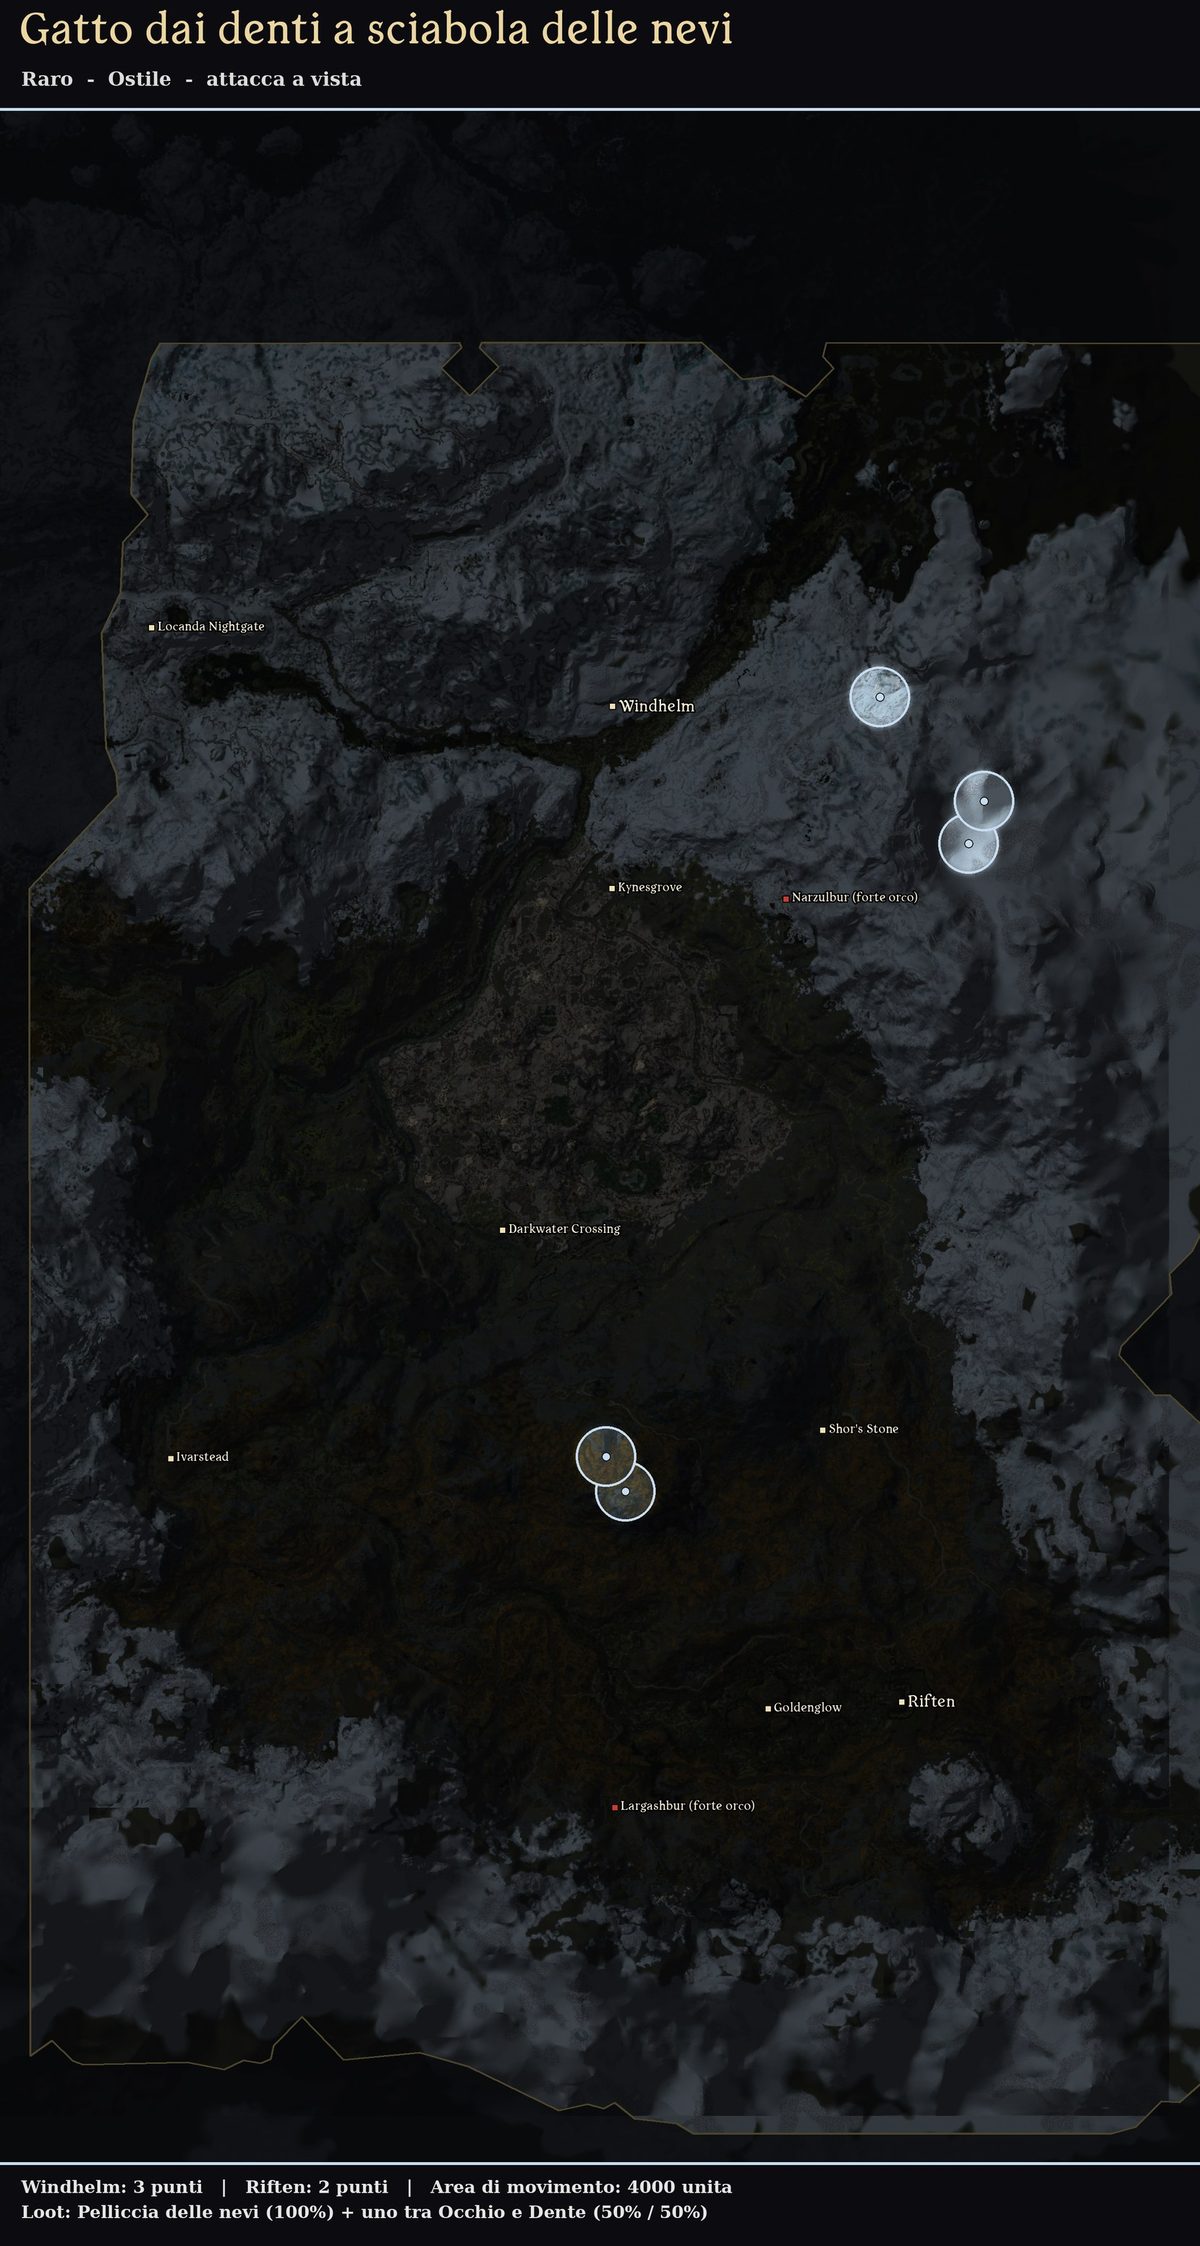 Gatto dai denti a sciabola delle nevi
Raro - Ostile - attacca a vista
Locanda Nightgate
Windhelm
Kynesgrove
Narzulbur (forte orco)
Darkwater Crossing
Shor's Stone
Ivarstead
Riften
Goldenglow
Largashbur (forte orco)
Windhelm: 3 punti | Riften: 2 punti | Area di movimento: 4000 unita
Loot: Pelliccia delle nevi (100%) + uno tra Occhio e Dente (50% / 50%)